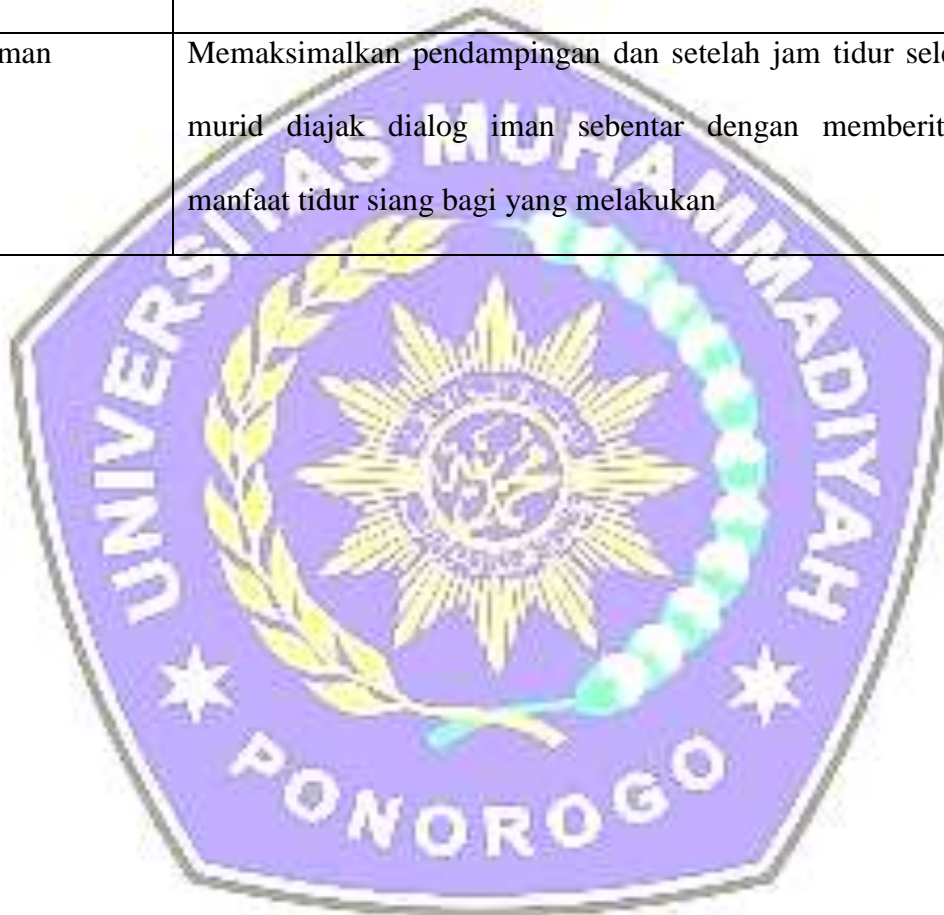 man
Memaksimalkan pendampingan dan setelah jam tidur sele
murid diajak dialog iman sebentar dengan memberit
manfaat tidur siang bagi yang melakukan
UNIVERSITAS MUHAMMADIYAH
PONOROGO